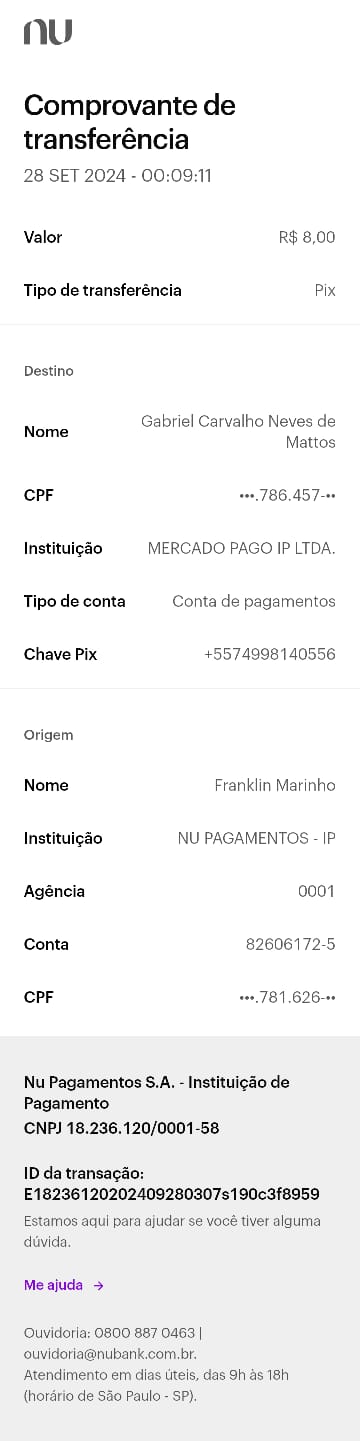 nu
Comprovante de
transferência
28 SET 2024 - 00:09:11
Valor R$ 8,00
Tipo de transferência Pix
Destino
Nome Gabriel Carvalho Neves de
Mattos
CPF •••.786.457-••
Instituição MERCADO PAGO IP LTDA.
Tipo de conta Conta de pagamentos
Chave Pix +5574998140556
Origem
Nome Franklin Marinho
Instituição NU PAGAMENTOS - IP
Agência 0001
Conta 82606172-5
CPF •••.781.626-••
Nu Pagamentos S.A. - Instituição de
Pagamento
CNPJ 18.236.120/0001-58
ID da transação:
E18236120202409280307s190c3f8959
Estamos aqui para ajudar se você tiver alguma
dúvida.
Me ajuda →
Ouvidoria: 0800 887 0463 |
ouvidoria@nubank.com.br.
Atendimento em dias úteis, das 9h às 18h
(horário de São Paulo - SP).